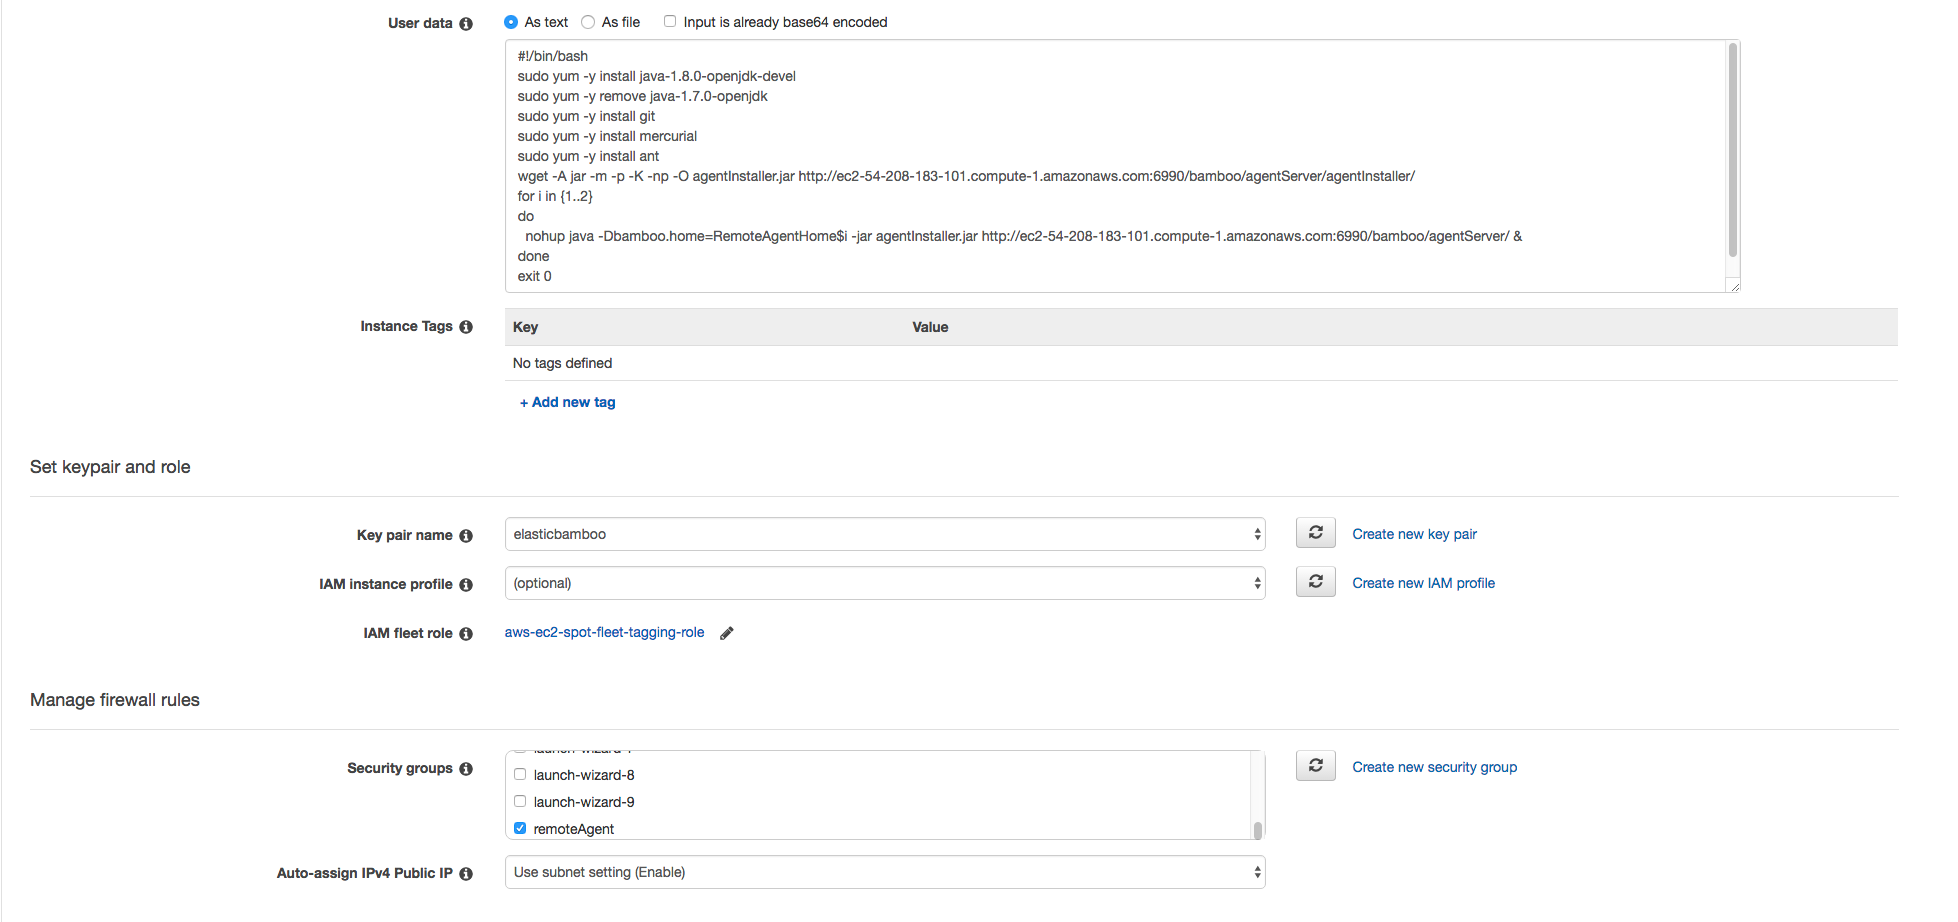 User data As text As file Input is already base64 encoded
#!/bin/bash
sudo yum -y install java-1.8.0-openjdk-devel
sudo yum -y remove java-1.7.0-openjdk
sudo yum -y install git
sudo yum -y install mercurial
sudo yum -y install ant
wget -A jar -m -p -K -np -O agentInstaller.jar http://ec2-54-208-183-101.compute-1.amazonaws.com:6990/bamboo/agentServer/agentInstaller/
for i in {1..2}
do
nohup java -Dbamboo.home=RemoteAgentHome$i -jar agentInstaller.jar http://ec2-54-208-183-101.compute-1.amazonaws.com:6990/bamboo/agentServer/ &
done
exit 0
Instance Tags Key Value
No tags defined
+ Add new tag
Set keypair and role
Key pair name elasticbamboo Create new key pair
IAM instance profile (optional) Create new IAM profile
IAM fleet role aws-ec2-spot-fleet-tagging-role
Manage firewall rules
Security groups Create new security group
launch-wizard-8
launch-wizard-9
remoteAgent
Auto-assign IPv4 Public IP Use subnet setting (Enable)